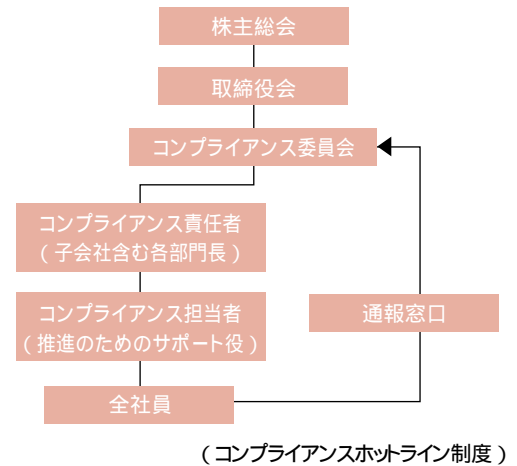 株主総会
取締役会
コンプライアンス委員会
コンプライアンス責任者
(子会社含む各部門長)
コンプライアンス担当者
(推進のためのサポート役)
通報窓口
全社員
(コンプライアンスホットライン制度)